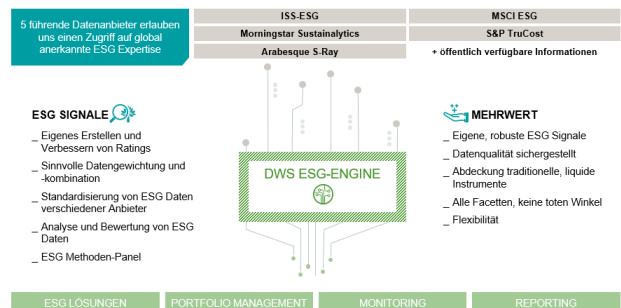 5 führende Datenanbieter erlauben
uns einen Zugriff auf global
anerkannte ESG Expertise
ISS-ESG
MSCI ESG
Morningstar Sustainalytics
S&P TruCost
Arabesque S-Ray
+ öffentlich verfügbare Informationen
ESG SIGNALE
_ Eigenes Erstellen und
Verbessern von Ratings
_ Sinnvolle Datengewichtung und
-kombination
_ Standardisierung von ESG Daten
verschiedener Anbieter
_ Analyse und Bewertung von ESG
Daten
_ ESG Methoden-Panel
DWS ESG-ENGINE
MEHRWERT
_ Eigene, robuste ESG Signale
_ Datenqualität sichergestellt
_ Abdeckung traditionelle, liquide
Instrumente
_ Alle Facetten, keine toten Winkel
_ Flexibilität
ESG LÖSUNGEN
PORTFOLIO MANAGEMENT
MONITORING
REPORTING